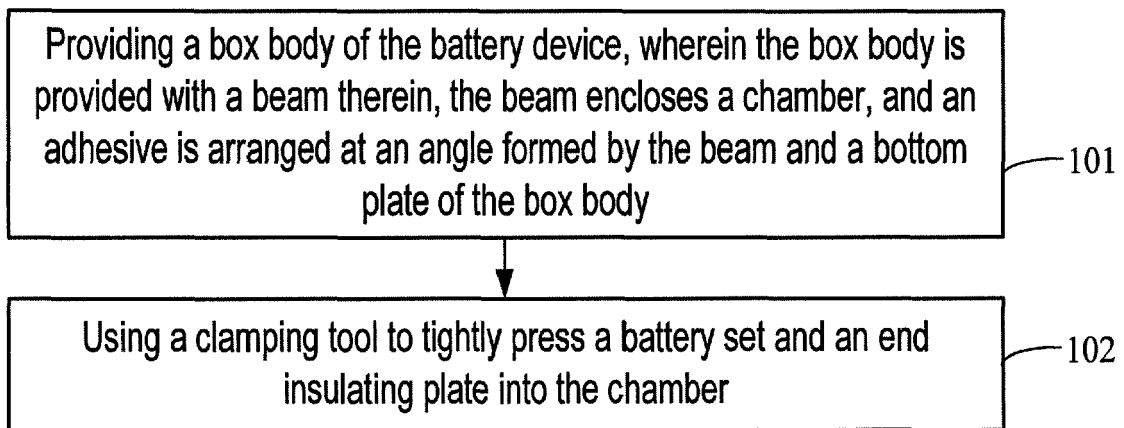 Providing a box body of the battery device, wherein the box body is
provided with a beam therein, the beam encloses a chamber, and an
adhesive is arranged at an angle formed by the beam and a bottom
plate of the box body
101
Using a clamping tool to tightly press a battery set and an end
insulating plate into the chamber
102